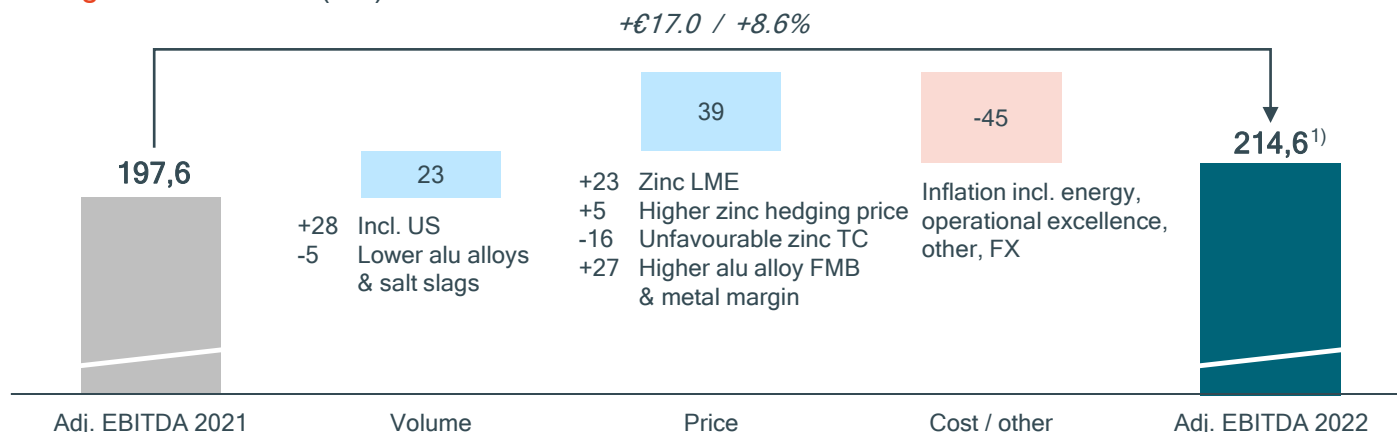 +€17.0 / +8.6%
197,6
23
39
-45
214,6 1)
+28 Incl. US
-5 Lower alu alloys
& salt slags
+23 Zinc LME
+5 Higher zinc hedging price
-16 Unfavourable zinc TC
+27 Higher alu alloy FMB
& metal margin
Inflation incl. energy,
operational excellence,
other, FX
Adj. EBITDA 2021
Volume
Price
Cost / other
Adj. EBITDA 2022